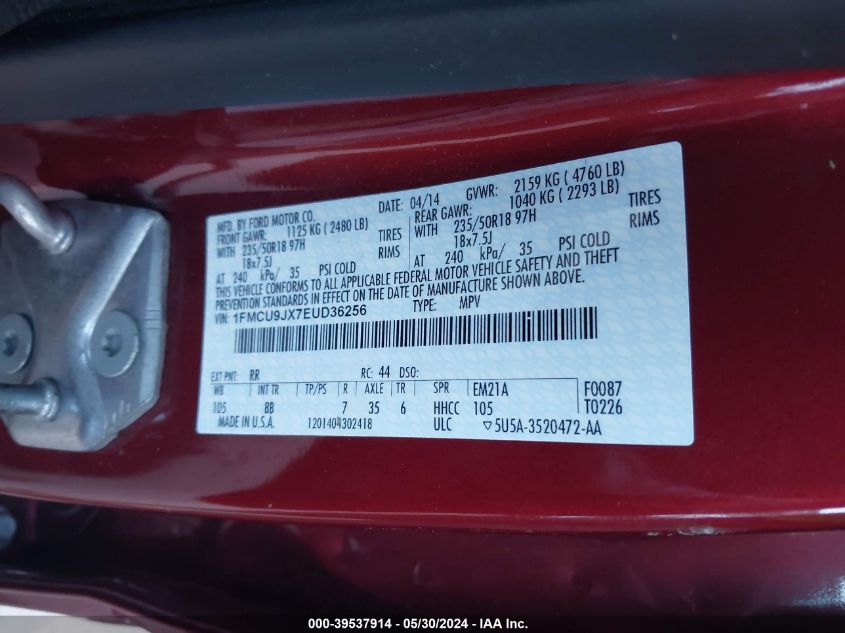 MFD. BY FORD MOTOR CO.
DATE: 04/14 GVWR: 2159 KG ( 4760 LB)
FRONT GAWR: 1125 KG ( 2480 LB) REAR GAWR: 1040 KG ( 2293 LB)
WITH 235/50R18 97H TIRES WITH 235/50R18 97H TIRES
18x7.5J RIMS 18x7.5J RIMS
AT 240 kPa/ 35 PSI COLD AT 240 kPa/ 35 PSI COLD
THIS VEHICLE CONFORMS TO ALL APPLICABLE FEDERAL MOTOR VEHICLE SAFETY AND THEFT
PREVENTION STANDARDS IN EFFECT ON THE DATE OF MANUFACTURE SHOWN ABOVE.
VIN: 1FMCU9JX7EUD36256 TYPE: MPV
EXT PNT: RR RC: 44 DSO:
WB INT TR TP/PS R AXLE TR SPR EM21A F0087
105 8B 7 35 6 HHCC 105 T0226
MADE IN U.S.A. 1201404302418 ULC ▽5U5A-3520472-AA
000-39537914 - 05/30/2024 - IAA Inc.